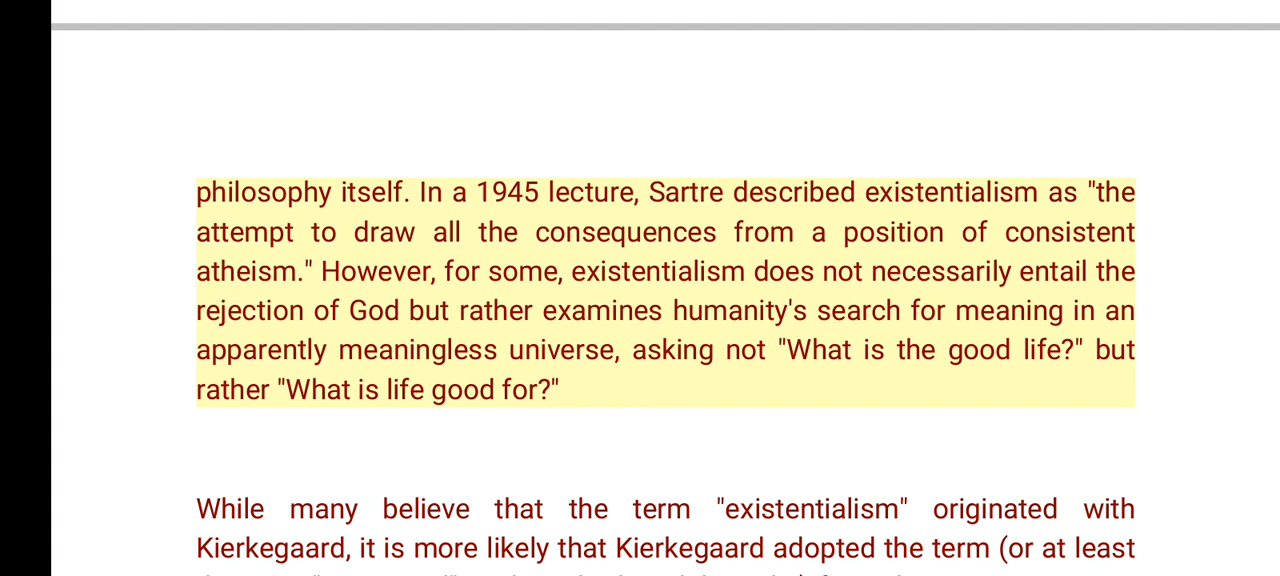 philosophy itself. In a 1945 lecture, Sartre described existentialism as "the
attempt to draw all the consequences from a position of consistent
atheism." However, for some, existentialism does not necessarily entail the
rejection of God but rather examines humanity's search for meaning in an
apparently meaningless universe, asking not "What is the good life?" but
rather "What is life good for?"
While many believe that the term "existentialism" originated with
Kierkegaard, it is more likely that Kierkegaard adopted the term (or at least